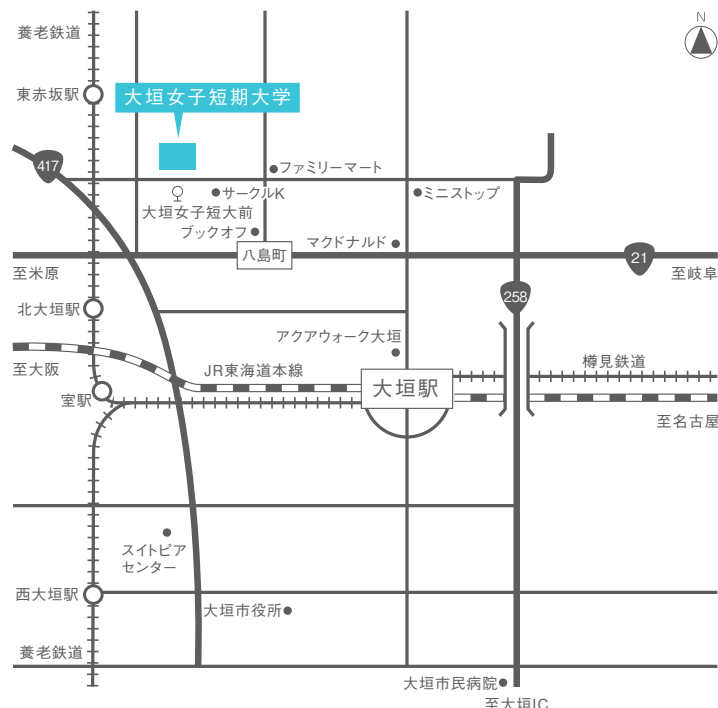 N
養老鉄道
東赤坂駅
大垣女子短期大学
417
ファミリーマート
サークルK
ミニストップ
大垣女子短大前
ブックオフ
マクドナルド
八島町
21
至米原
至岐阜
258
北大垣駅
アクアウォーク大垣
至大阪
JR東海道本線
大垣駅
樽見鉄道
室駅
至名古屋
スイトピア
センター
西大垣駅
大垣市役所
養老鉄道
大垣市民病院
至大垣IC